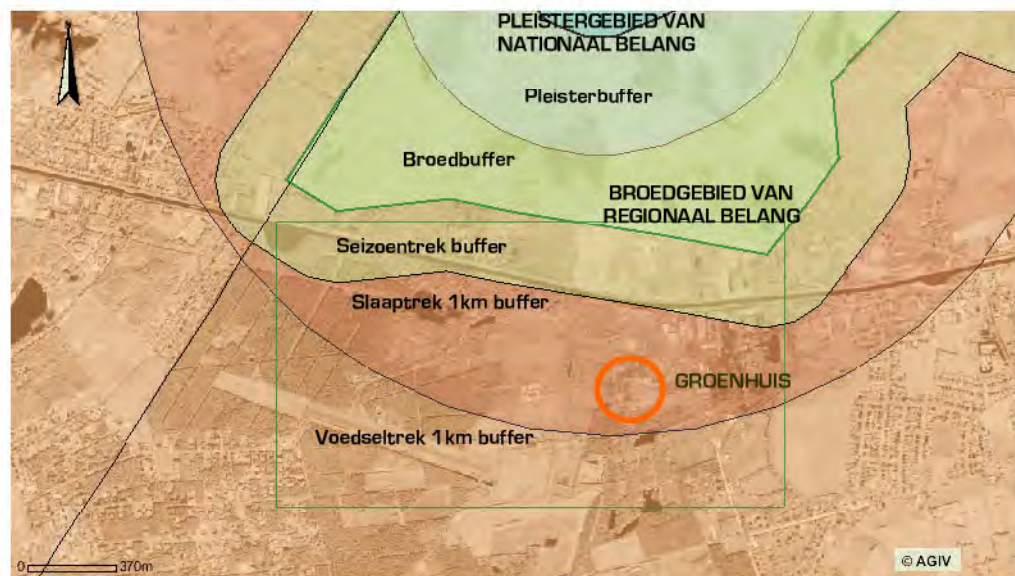 PLEISTERGEBIED VAN
NATIONAAL BELANG
Pleisterbuffer
Broedbuffer
BROEDGEBIED VAN
REGIONAAL BELANG
Seizoentrek buffer
Slaaptrek 1km buffer
GROENHUIS
Voedseltrek 1km buffer
0 370m
© AGIV